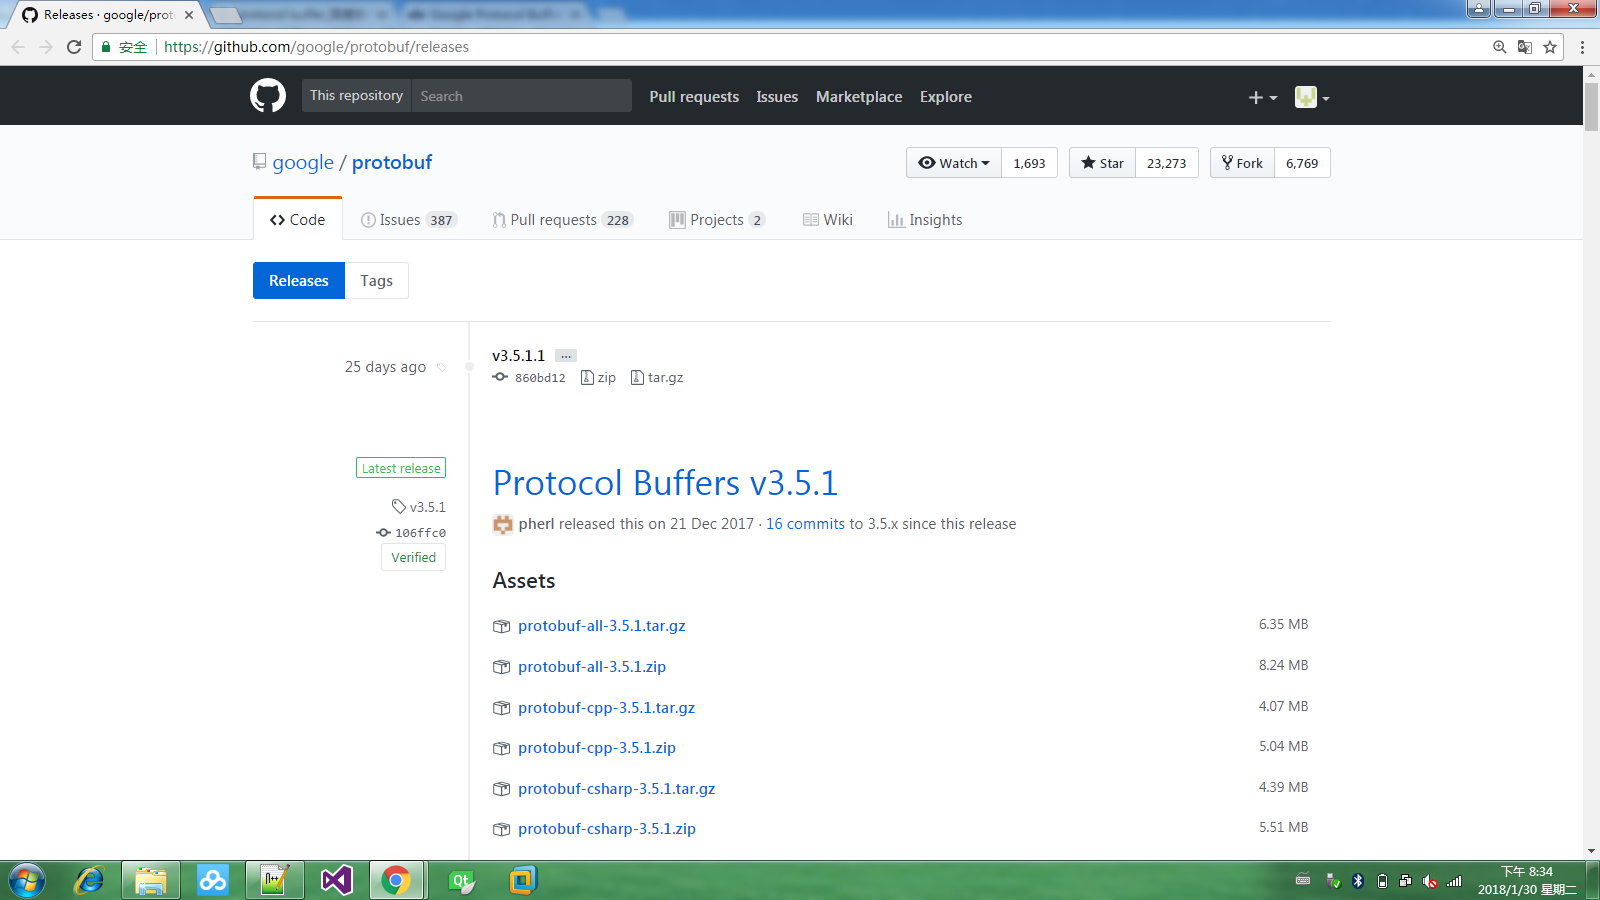 Releases · google/proto
安全 https://github.com/google/protobuf/releases
This repository Search Pull requests Issues Marketplace Explore
google / protobuf
Watch 1,693 Star 23,273 Fork 6,769
Code Issues 387 Pull requests 228 Projects 2 Wiki Insights
Releases Tags
25 days ago
v3.5.1.1 ...
860bd12 zip tar.gz
Latest release
v3.5.1
106ffc0
Verified
Protocol Buffers v3.5.1
pherl released this on 21 Dec 2017 · 16 commits to 3.5.x since this release
Assets
protobuf-all-3.5.1.tar.gz 6.35 MB
protobuf-all-3.5.1.zip 8.24 MB
protobuf-cpp-3.5.1.tar.gz 4.07 MB
protobuf-cpp-3.5.1.zip 5.04 MB
protobuf-csharp-3.5.1.tar.gz 4.39 MB
protobuf-csharp-3.5.1.zip 5.51 MB
下午 8:34
2018/1/30 星期二